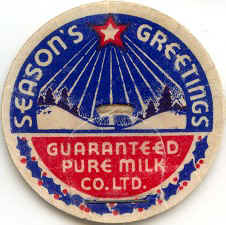 SEASON'S GREETINGS
GUARANTEED
PURE MILK
CO. LTD.